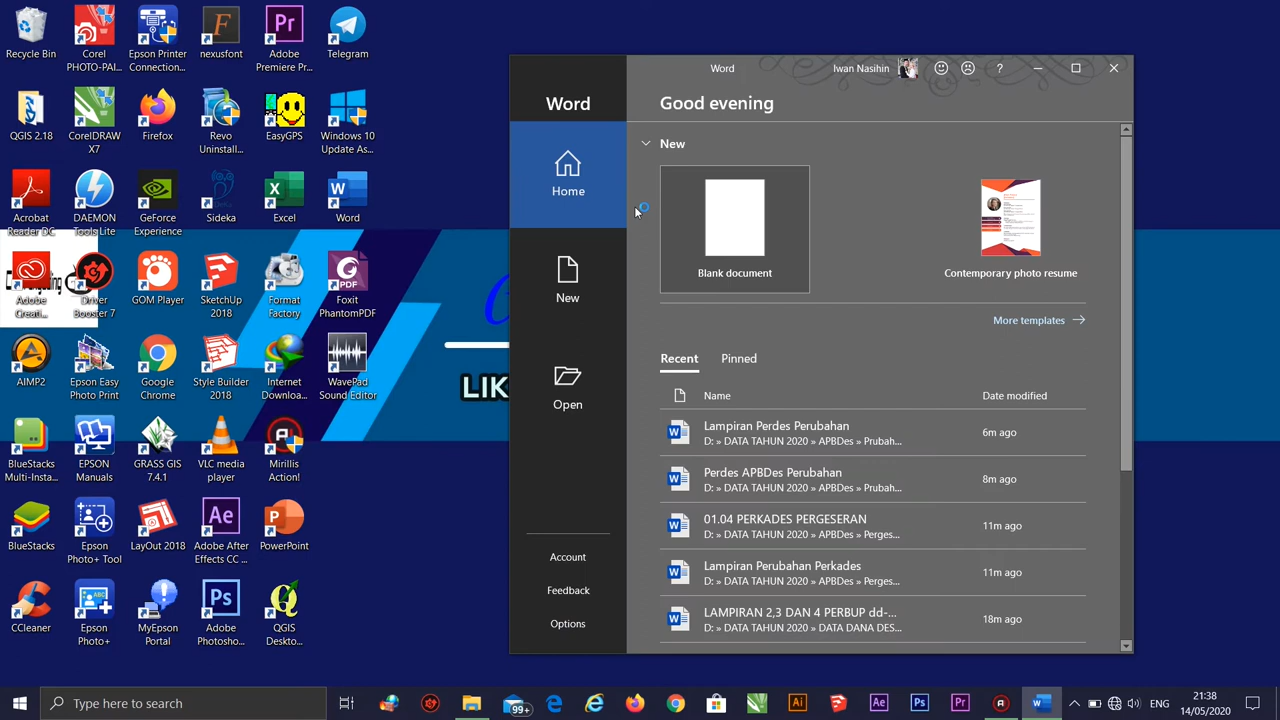 Recycle Bin
Corel
PHOTO-PAI...
Epson Printer
Connection...
nexusfont
Adobe
Premiere Pr...
Telegram
QGIS 2.18
CorelDRAW
X7
Firefox
Revo
Uninstall...
EasyGPS
Windows 10
Update As...
Acrobat
Reader DC
DAEMON
Tools Lite
GeForce
Experience
Sideka
Excel
Word
Adobe
Creati...
Driver
Booster 7
GOM Player
SketchUp
2018
Format
Factory
Foxit
PhantomPDF
AIMP2
Epson Easy
Photo Print
Google
Chrome
Style Builder
2018
Internet
Downloa...
WavePad
Sound Editor
BlueStacks
Multi-Insta...
EPSON
Manuals
GRASS GIS
7.4.1
VLC media
player
Mirillis
Action!
BlueStacks
Epson
Photo+ Tool
LayOut 2018
Adobe After
Effects CC ...
PowerPoint
CCleaner
Epson
Photo+
MyEpson
Portal
Adobe
Photosho...
QGIS
Deskto...
LIK
Word
Iwan Nasihin
Word
Good evening
Home
New
Open
Account
Feedback
Options
New
Blank document
Contemporary photo resume
More templates
Recent
Pinned
Name
Date modified
Lampiran Perdes Perubahan
D: » DATA TAHUN 2020 » APBDes » Prubah...
6m ago
Perdes APBDes Perubahan
D: » DATA TAHUN 2020 » APBDes » Prubah...
8m ago
01.04 PERKADES PERGESERAN
D: » DATA TAHUN 2020 » APBDes » Perges...
11m ago
Lampiran Perubahan Perkades
D: » DATA TAHUN 2020 » APBDes » Perges...
11m ago
LAMPIRAN 2,3 DAN 4 PERBUP dd-...
D: » DATA TAHUN 2020 » DATA DANA DES...
18m ago
Type here to search
99+
ENG
21:38
14/05/2020